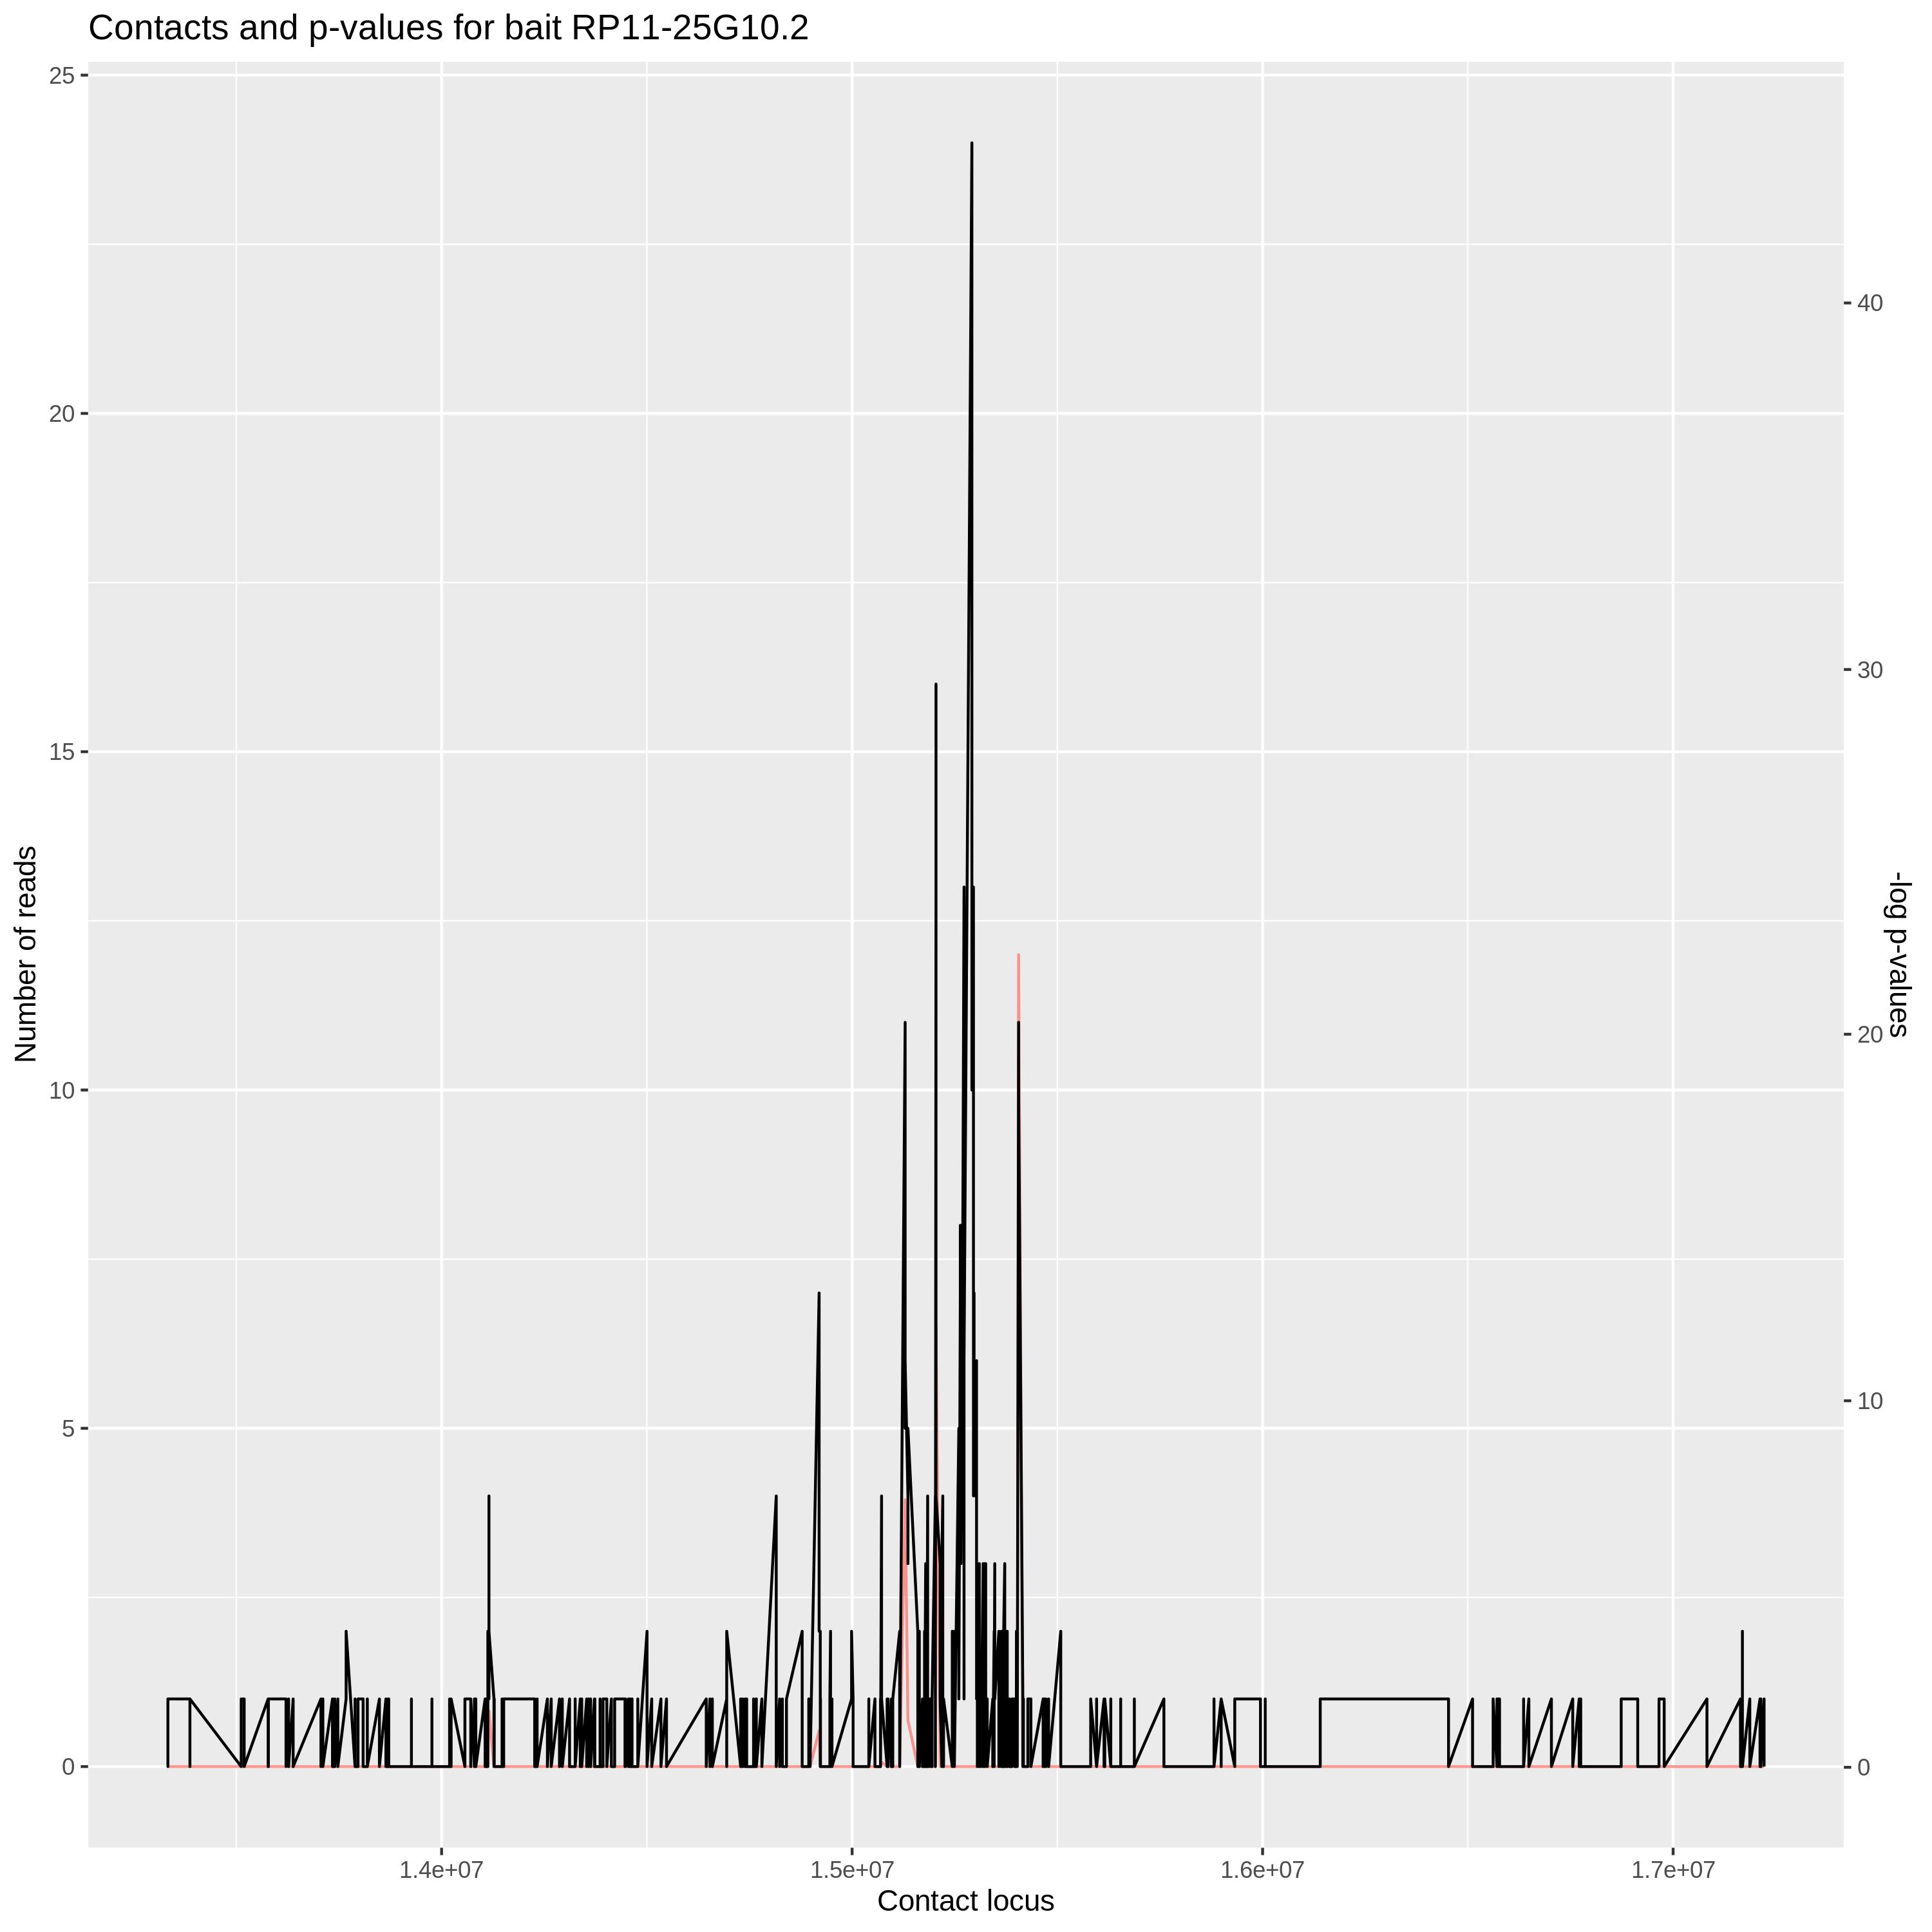 Contacts and p-values for bait RP11-25G10.2
25
20
15
10
5
0
Number of reads
40
30
20
10
0
-log p-values
1.4e+07
1.5e+07
1.6e+07
1.7e+07
Contact locus